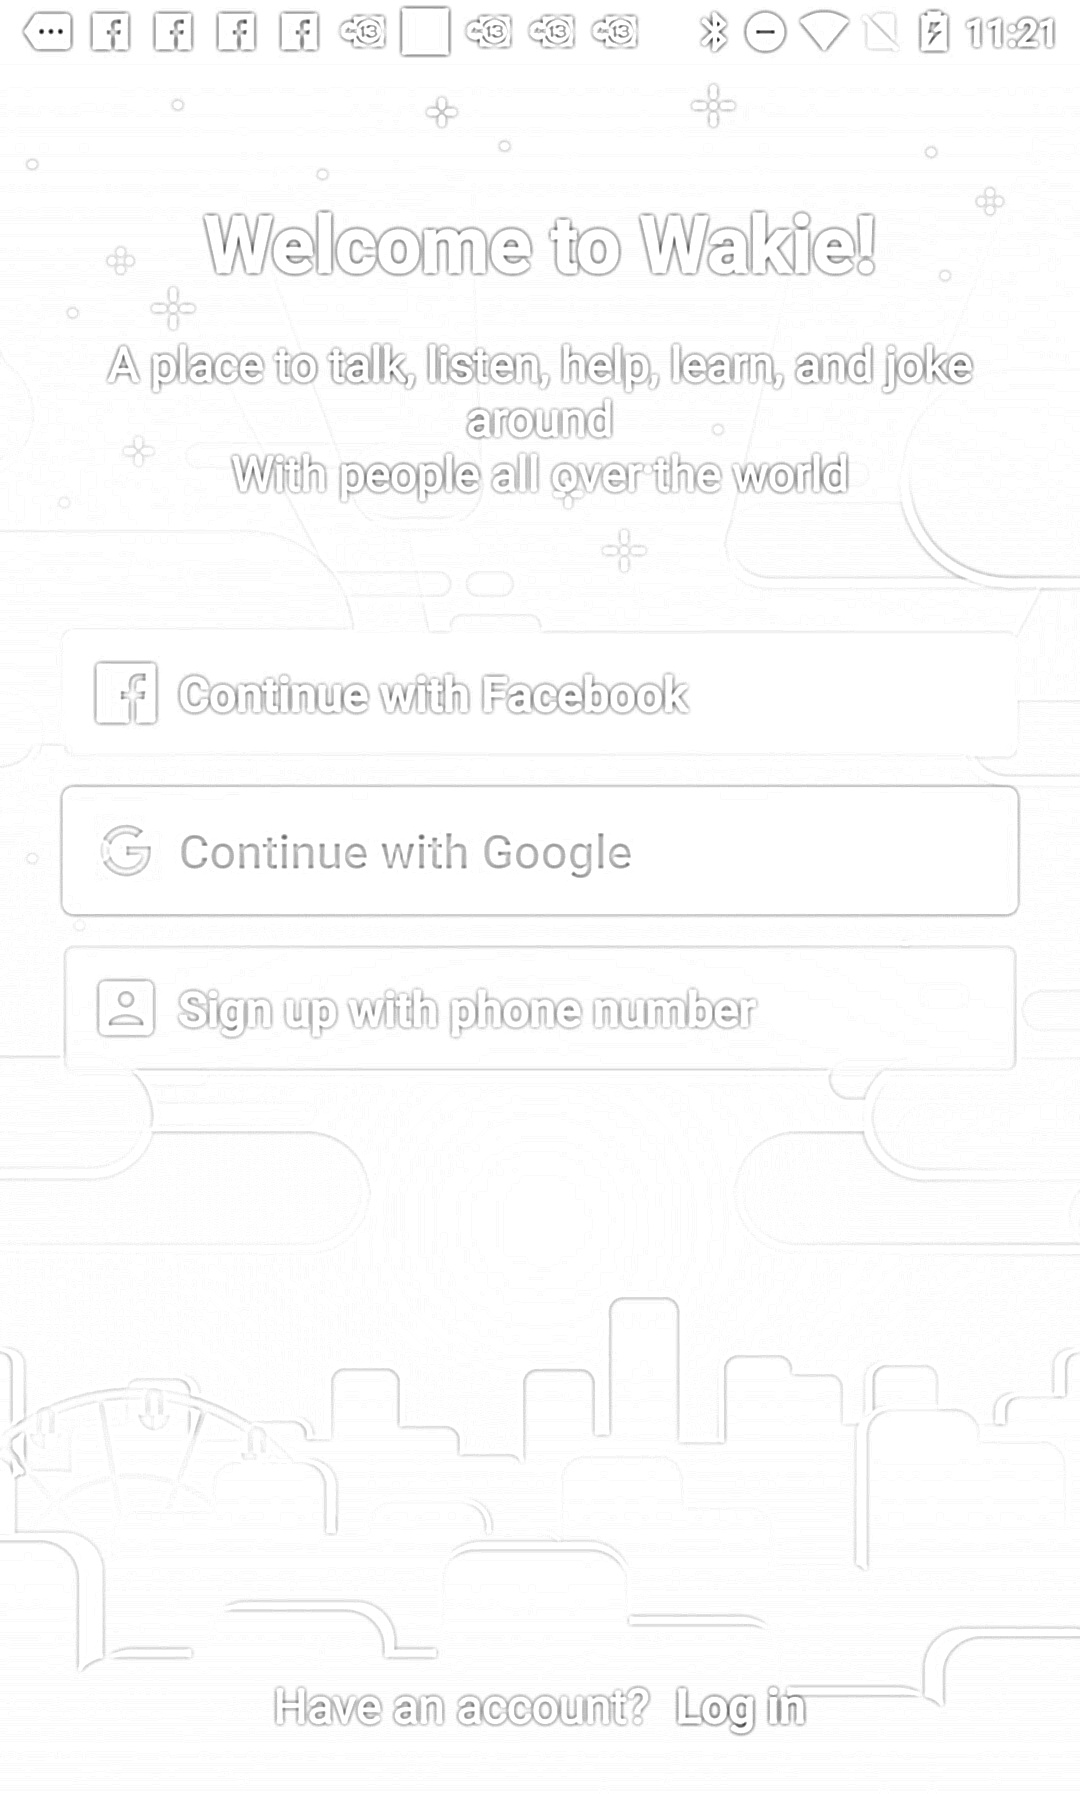 11:21
Welcome to Wakie!
A place to talk, listen, help, learn, and joke
around
With people all over the world
Continue with Facebook
Continue with Google
Sign up with phone number
Have an account? Log in